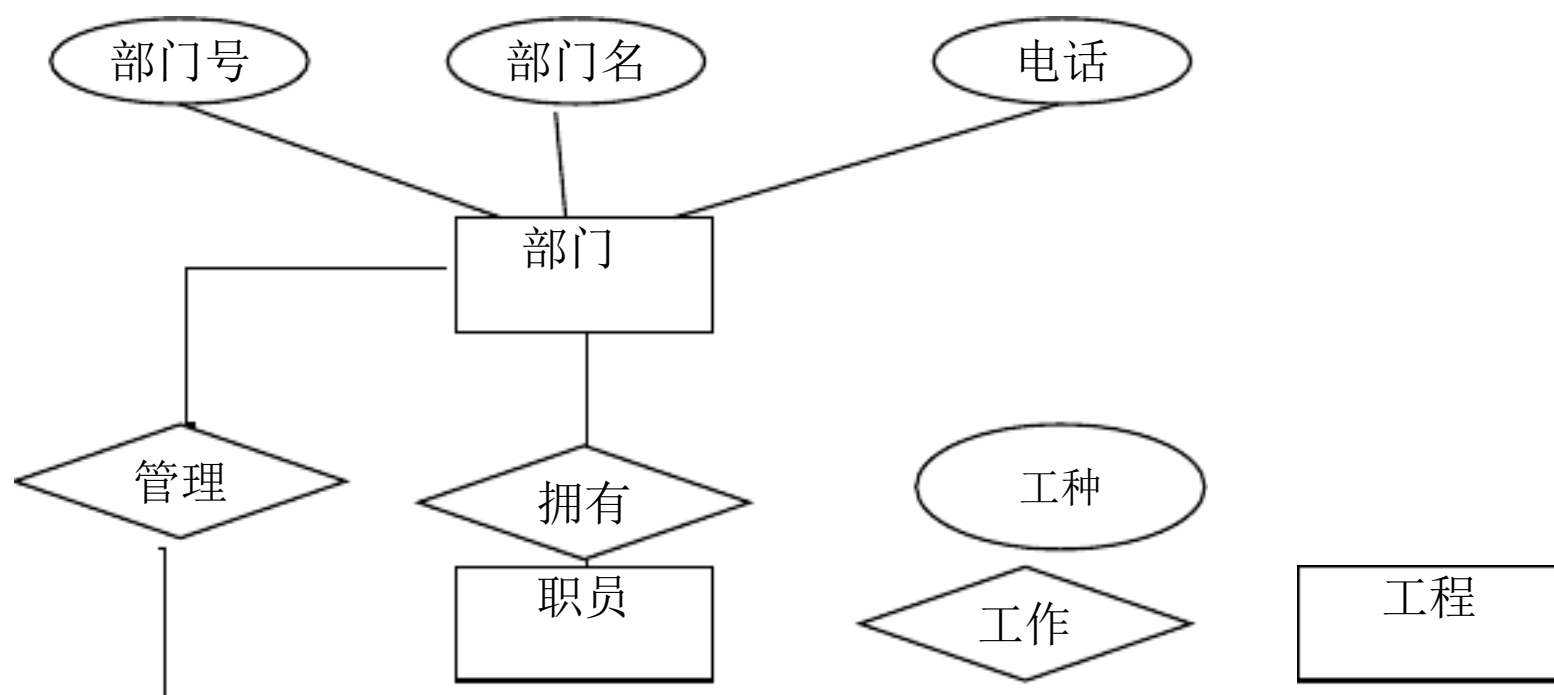 部门号
部门名
电话
部门
管理
拥有
工种
职员
工作
工程